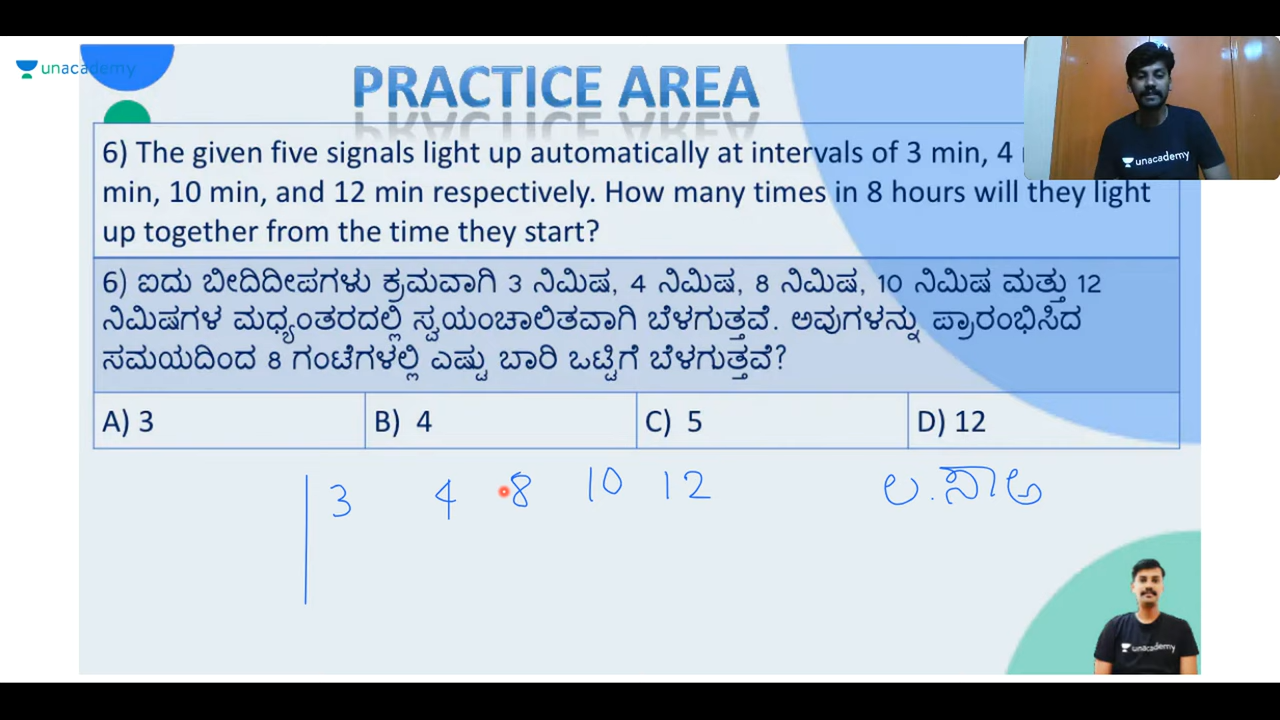 unacademy
PRACTICE AREA
6) The given five signals light up automatically at intervals of 3 min, 4
min, 10 min, and 12 min respectively. How many times in 8 hours will they light
up together from the time they start?
6) ಐದು ಬೀದಿದೀಪಗಳು ಕ್ರಮವಾಗಿ 3 ನಿಮಿಷ, 4 ನಿಮಿಷ, 8 ನಿಮಿಷ, 10 ನಿಮಿಷ ಮತ್ತು 12
ನಿಮಿಷಗಳ ಮಧ್ಯಂತರದಲ್ಲಿ ಸ್ವಯಂಚಾಲಿತವಾಗಿ ಬೆಳಗುತ್ತವೆ. ಅವುಗಳನ್ನು ಪ್ರಾರಂಭಿಸಿದ
ಸಮಯದಿಂದ 8 ಗಂಟೆಗಳಲ್ಲಿ ಎಷ್ಟು ಬಾರಿ ಒಟ್ಟಿಗೆ ಬೆಳಗುತ್ತವೆ?
A) 3 B) 4 C) 5 D) 12
3 4 8 10 12 ಲ.ಸಾಅ
unacademy
unacademy